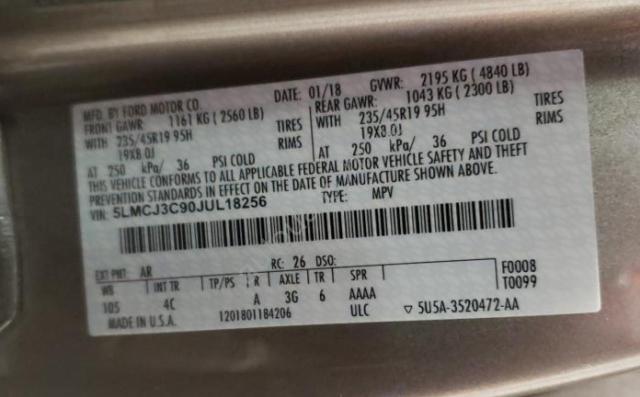 MFD. BY FORD MOTOR CO. DATE: 01/18 GVWR: 2195 KG ( 4840 LB)
FRONT GAWR: 1161 KG ( 2560 LB) REAR GAWR: 1043 KG ( 2300 LB)
WITH 235/45R19 95H TIRES WITH 235/45R19 95H TIRES
19X8.0J RIMS 19X8.0J RIMS
AT 250 kPa/ 36 PSI COLD AT 250 kPa/ 36 PSI COLD
THIS VEHICLE CONFORMS TO ALL APPLICABLE FEDERAL MOTOR VEHICLE SAFETY AND THEFT
PREVENTION STANDARDS IN EFFECT ON THE DATE OF MANUFACTURE SHOWN ABOVE.
VIN: 5LMCJ3C90JUL18256 TYPE: MPV
EXT PNT: AR RC: 26 DSO: F0008
WB INT TR TP/PS R AXLE TR SPR T0099
105 4C A 3G 6 AAAA
MADE IN U.S.A. 1201801184206 ULC ▽ 5U5A-3520472-AA